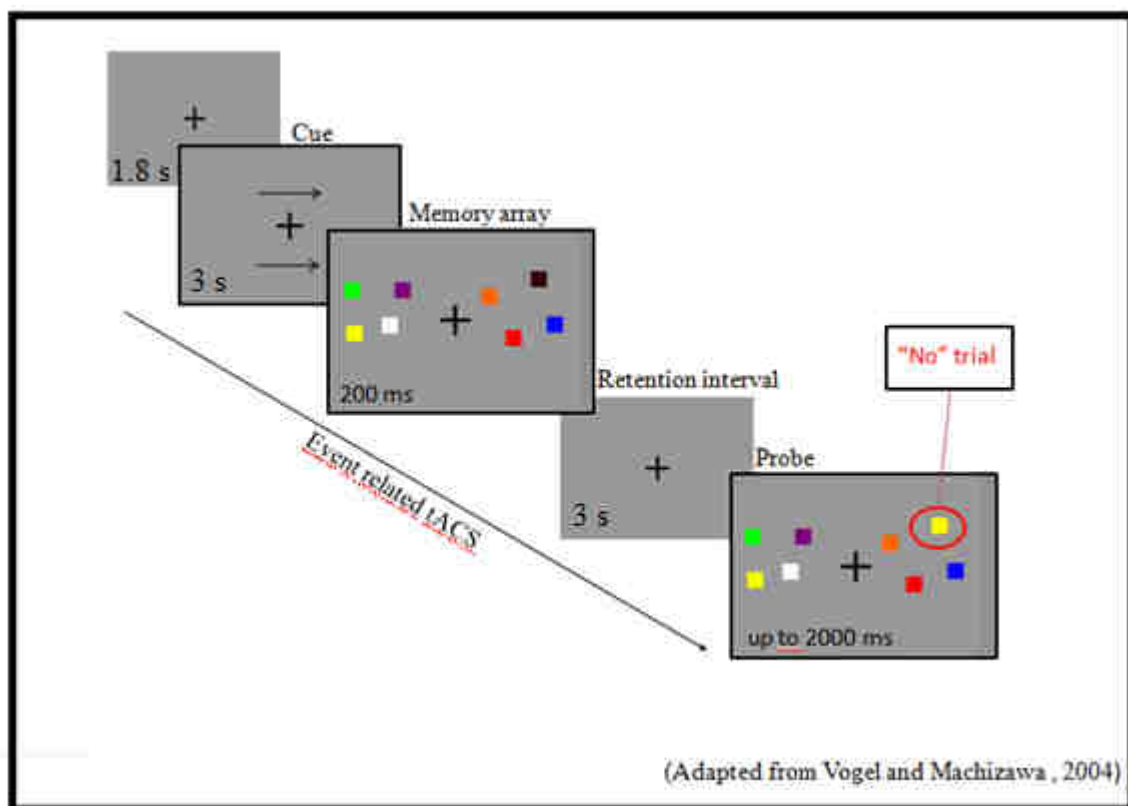 1.8 s
Cue
3 s
Memory array
200 ms
Retention interval
3 s
Probe
up to 2000 ms
"No" trial
Event related tACS
(Adapted from Vogel and Machizawa , 2004)